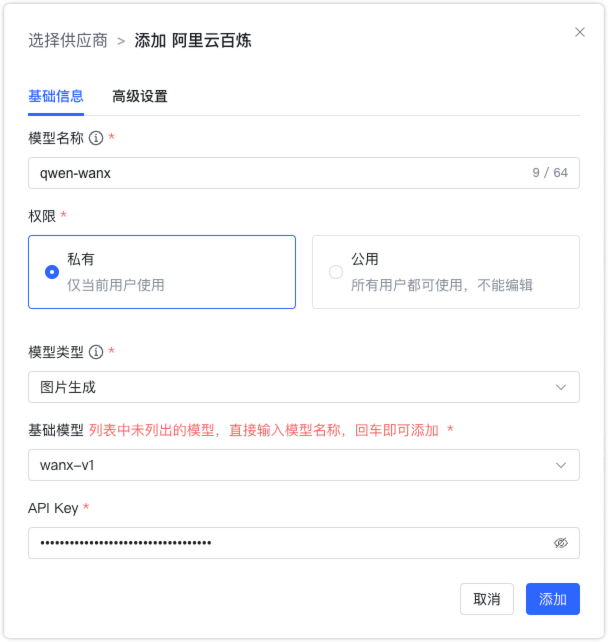 选择供应商 > 添加 阿里云百炼
基础信息 高级设置
模型名称 *
qwen-wanx 9 / 64
权限 *
私有
仅当前用户使用
公用
所有用户都可使用，不能编辑
模型类型 *
图片生成
基础模型 列表中未列出的模型，直接输入模型名称，回车即可添加 *
wanx-v1
API Key *
••••••••••••••••••••••••••••••••••••
取消 添加